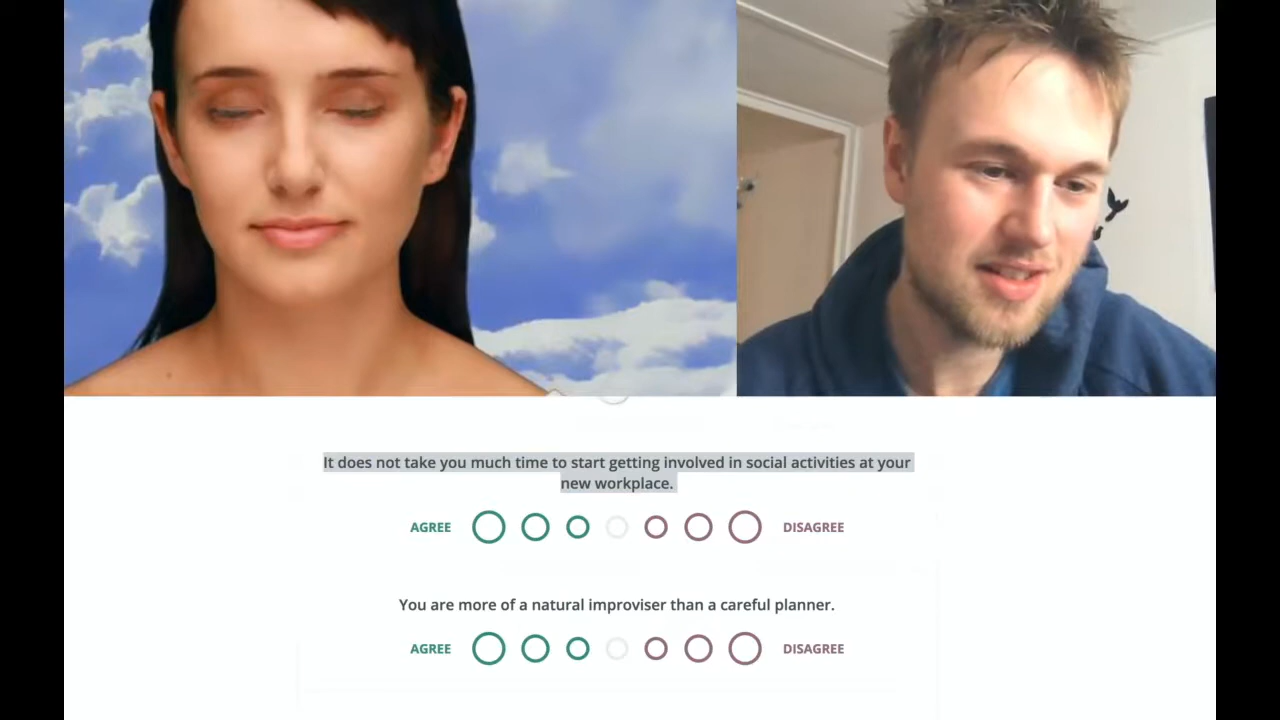 It does not take you much time to start getting involved in social activities at your
new workplace.
AGREE DISAGREE
You are more of a natural improviser than a careful planner.
AGREE DISAGREE